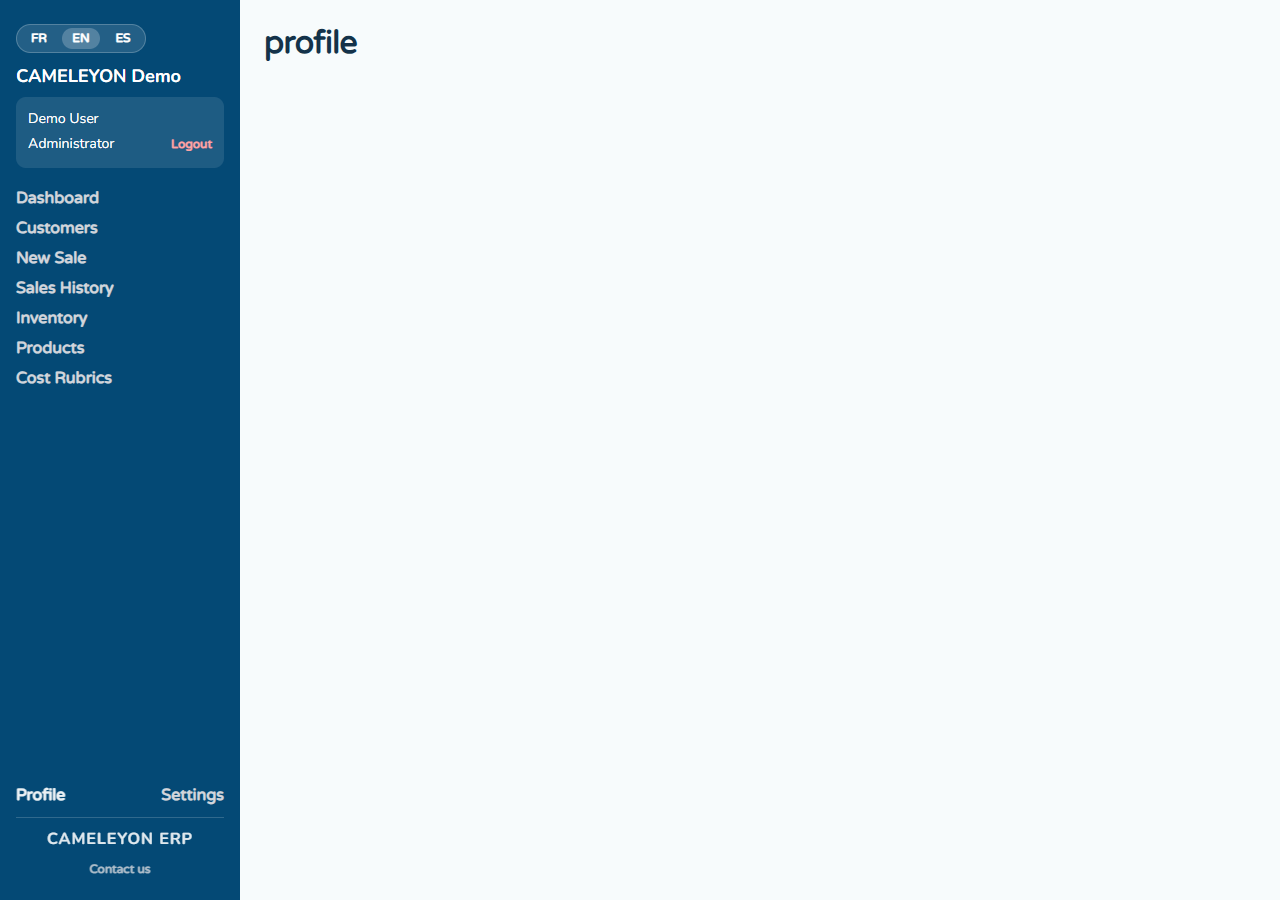 FR EN ES
CAMELEYON Demo
Demo User
Administrator Logout
Dashboard
Customers
New Sale
Sales History
Inventory
Products
Cost Rubrics
Profile Settings
CAMELEYON ERP
Contact us
profile